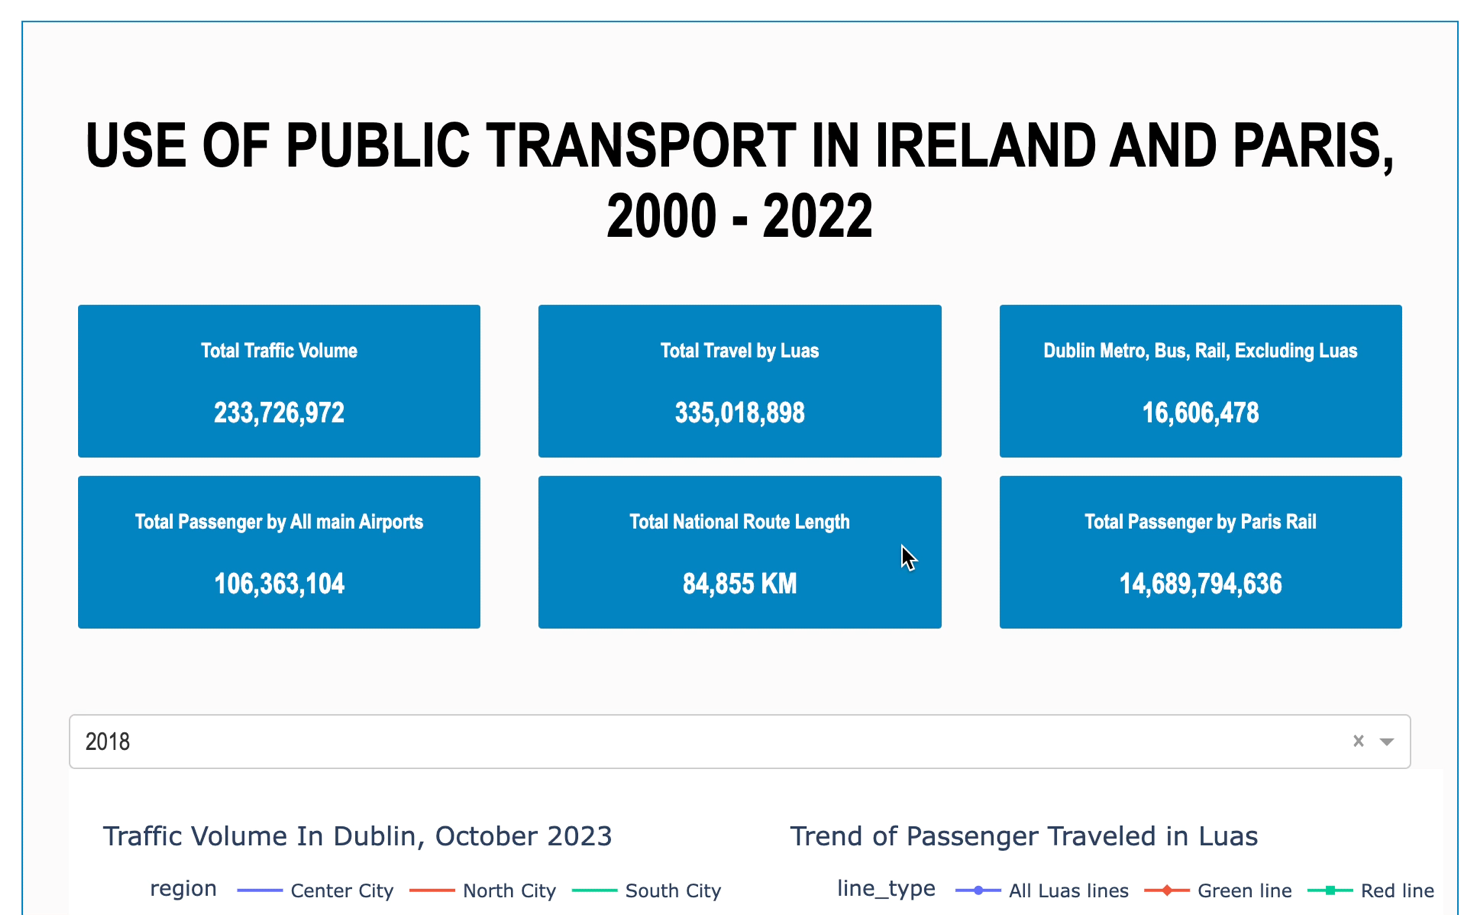 USE OF PUBLIC TRANSPORT IN IRELAND AND PARIS,
2000 - 2022
Total Traffic Volume
233,726,972
Total Travel by Luas
335,018,898
Dublin Metro, Bus, Rail, Excluding Luas
16,606,478
Total Passenger by All main Airports
106,363,104
Total National Route Length
84,855 KM
Total Passenger by Paris Rail
14,689,794,636
2018
Traffic Volume In Dublin, October 2023
region Center City North City South City
Trend of Passenger Traveled in Luas
line_type All Luas lines Green line Red line